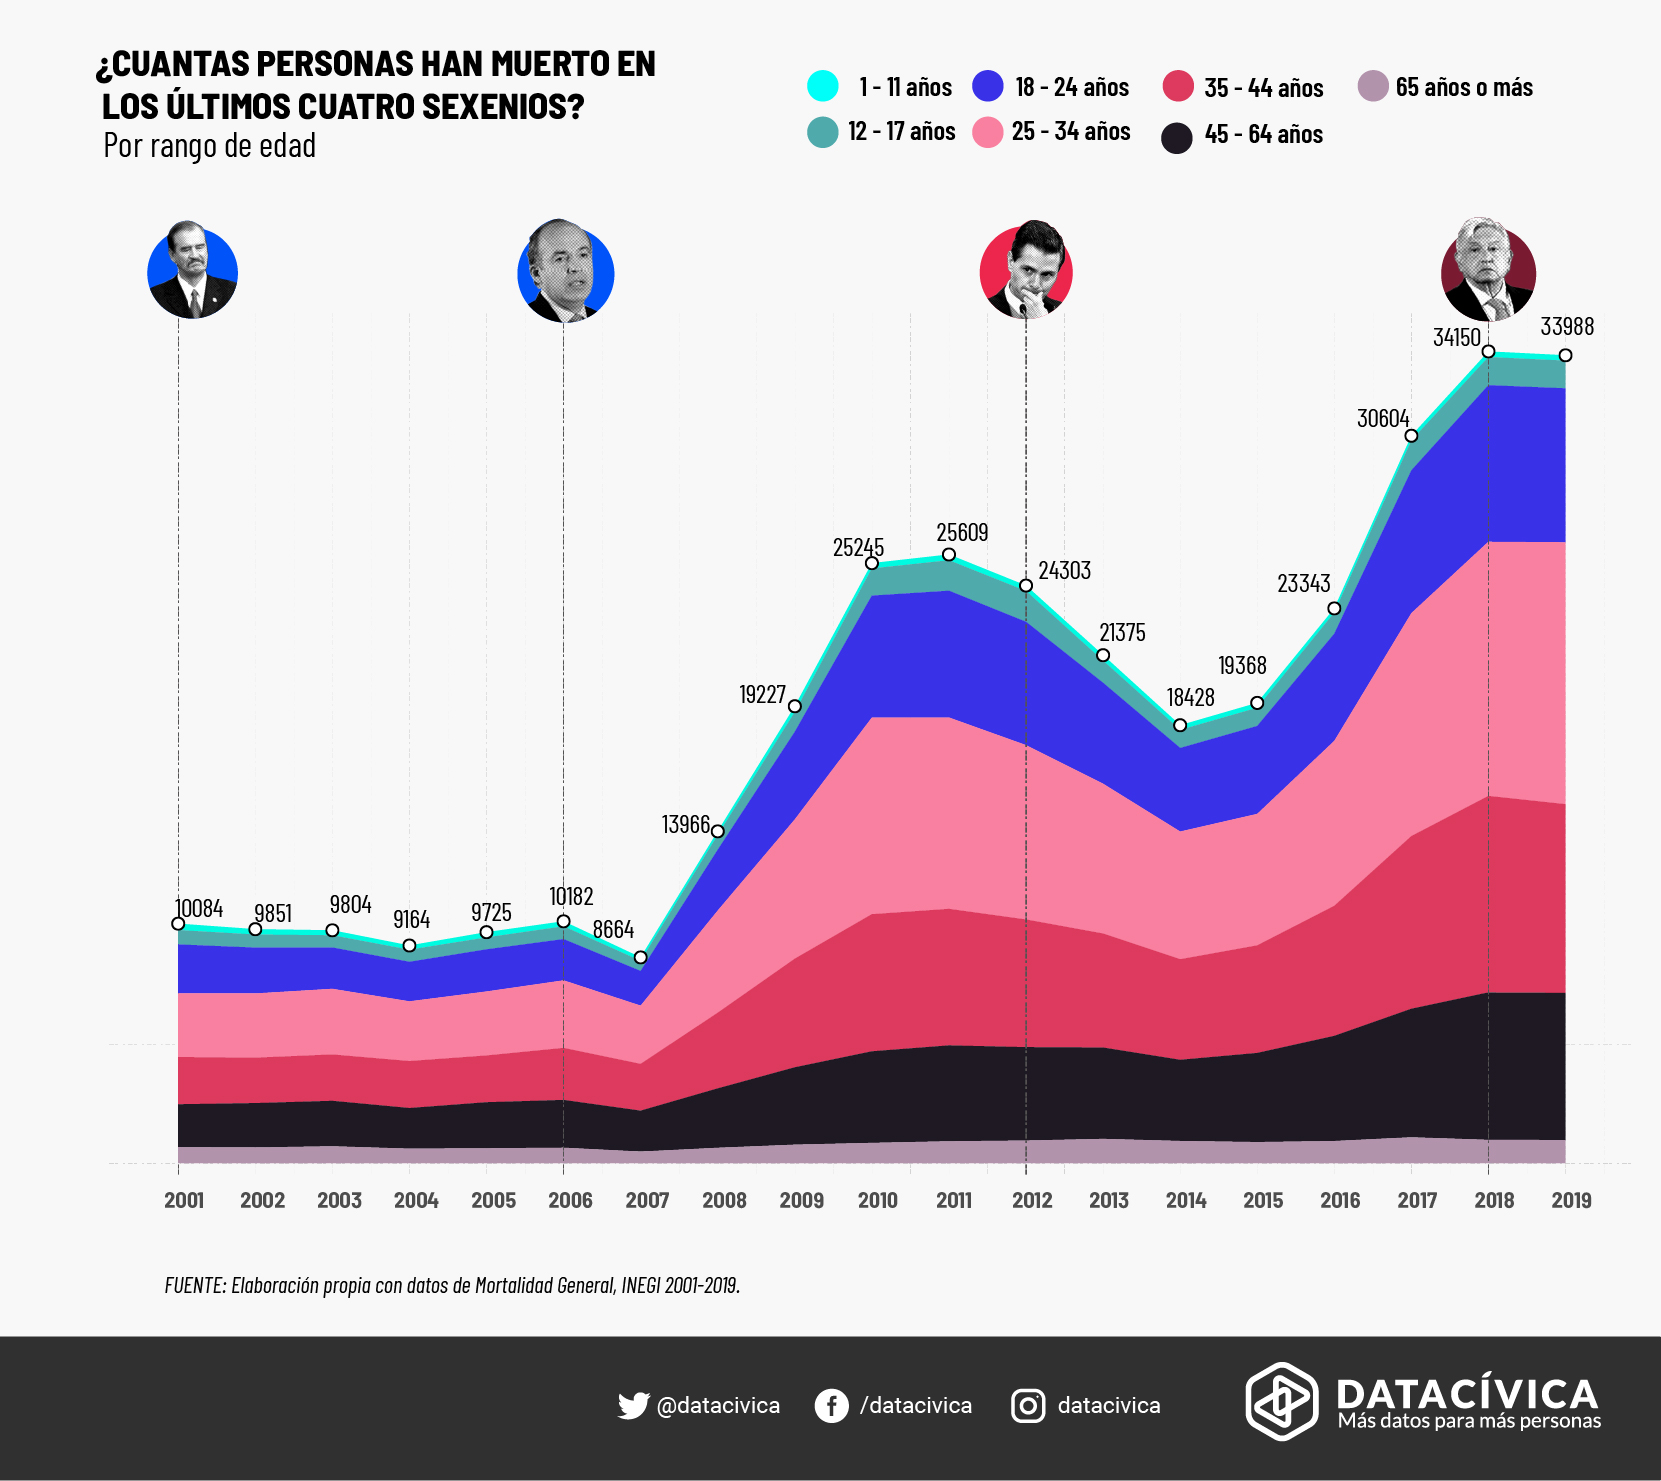 ¿CUANTAS PERSONAS HAN MUERTO EN
LOS ÚLTIMOS CUATRO SEXENIOS?
Por rango de edad
1 - 11 años
18 - 24 años
35 - 44 años
65 años o más
12 - 17 años
25 - 34 años
45 - 64 años
10084
9851
9804
9164
9725
10182
8664
13966
19227
25245
25609
24303
21375
18428
19368
23343
30604
34150
33988
2001
2002
2003
2004
2005
2006
2007
2008
2009
2010
2011
2012
2013
2014
2015
2016
2017
2018
2019
FUENTE: Elaboración propia con datos de Mortalidad General, INEGI 2001-2019.
@datacivica
/datacivica
datacivica
DATACÍVICA
Más datos para más personas